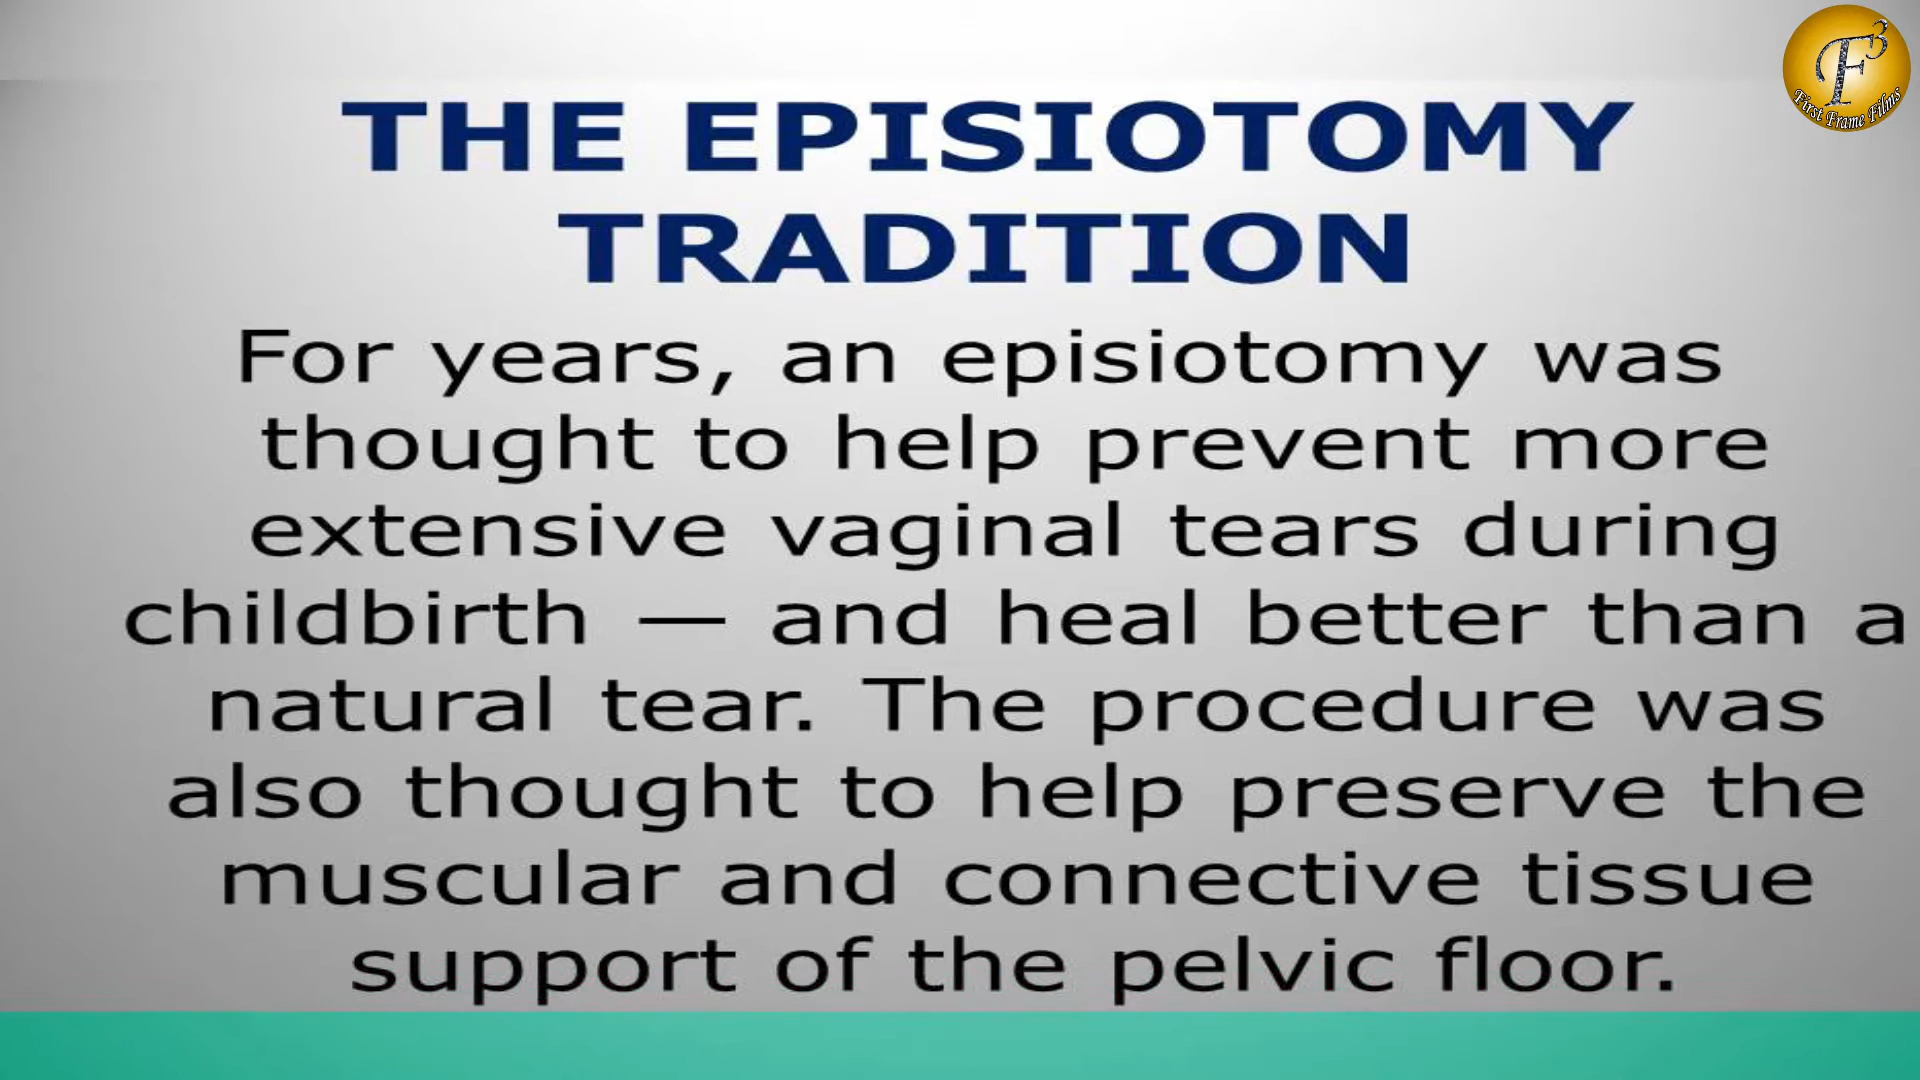 THE EPISIOTOMY
TRADITION
For years, an episiotomy was
thought to help prevent more
extensive vaginal tears during
childbirth — and heal better than a
natural tear. The procedure was
also thought to help preserve the
muscular and connective tissue
support of the pelvic floor.
F3
First Frame Films